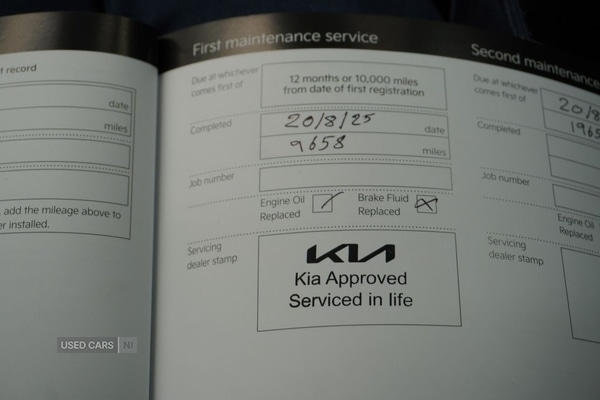 f record
date
miles
, add the mileage above to
er installed.
First maintenance service
Due at whichever
comes first of
12 months or 10,000 miles
from date of first registration
Completed
20/8/25
date
9658
miles
Job number
Engine Oil
Replaced
Brake Fluid
Replaced
Servicing
dealer stamp
KIA
Kia Approved
Serviced in life
Second maintenance
Due at whichever
comes first of
20/8
Completed
1965
Job number
Engine Oil
Replaced
Servicing
dealer stamp
USED CARS NI